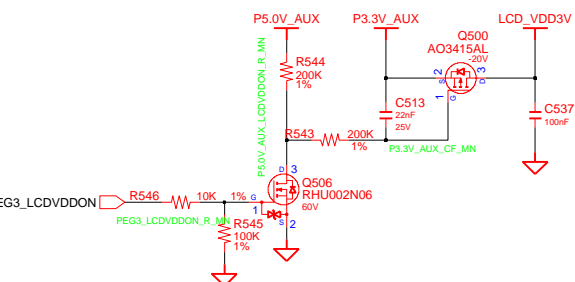 P5.0V_AUX
P3.3V_AUX
LCD_VDD3V
Q500
AO3415AL
-20V
2
S
3
D
1
G
R544
200K
1%
P5.0V_AUX_LCDVDDON_R_MN
C513
22nF
25V
C537
100nF
R543
200K
1%
P3.3V_AUX_CF_MN
D
3
Q506
RHU002N06
60V
EG3_LCDVDDON
R546
10K
1%
G
1
S
2
PEG3_LCDVDDON_R_MN
R545
100K
1%